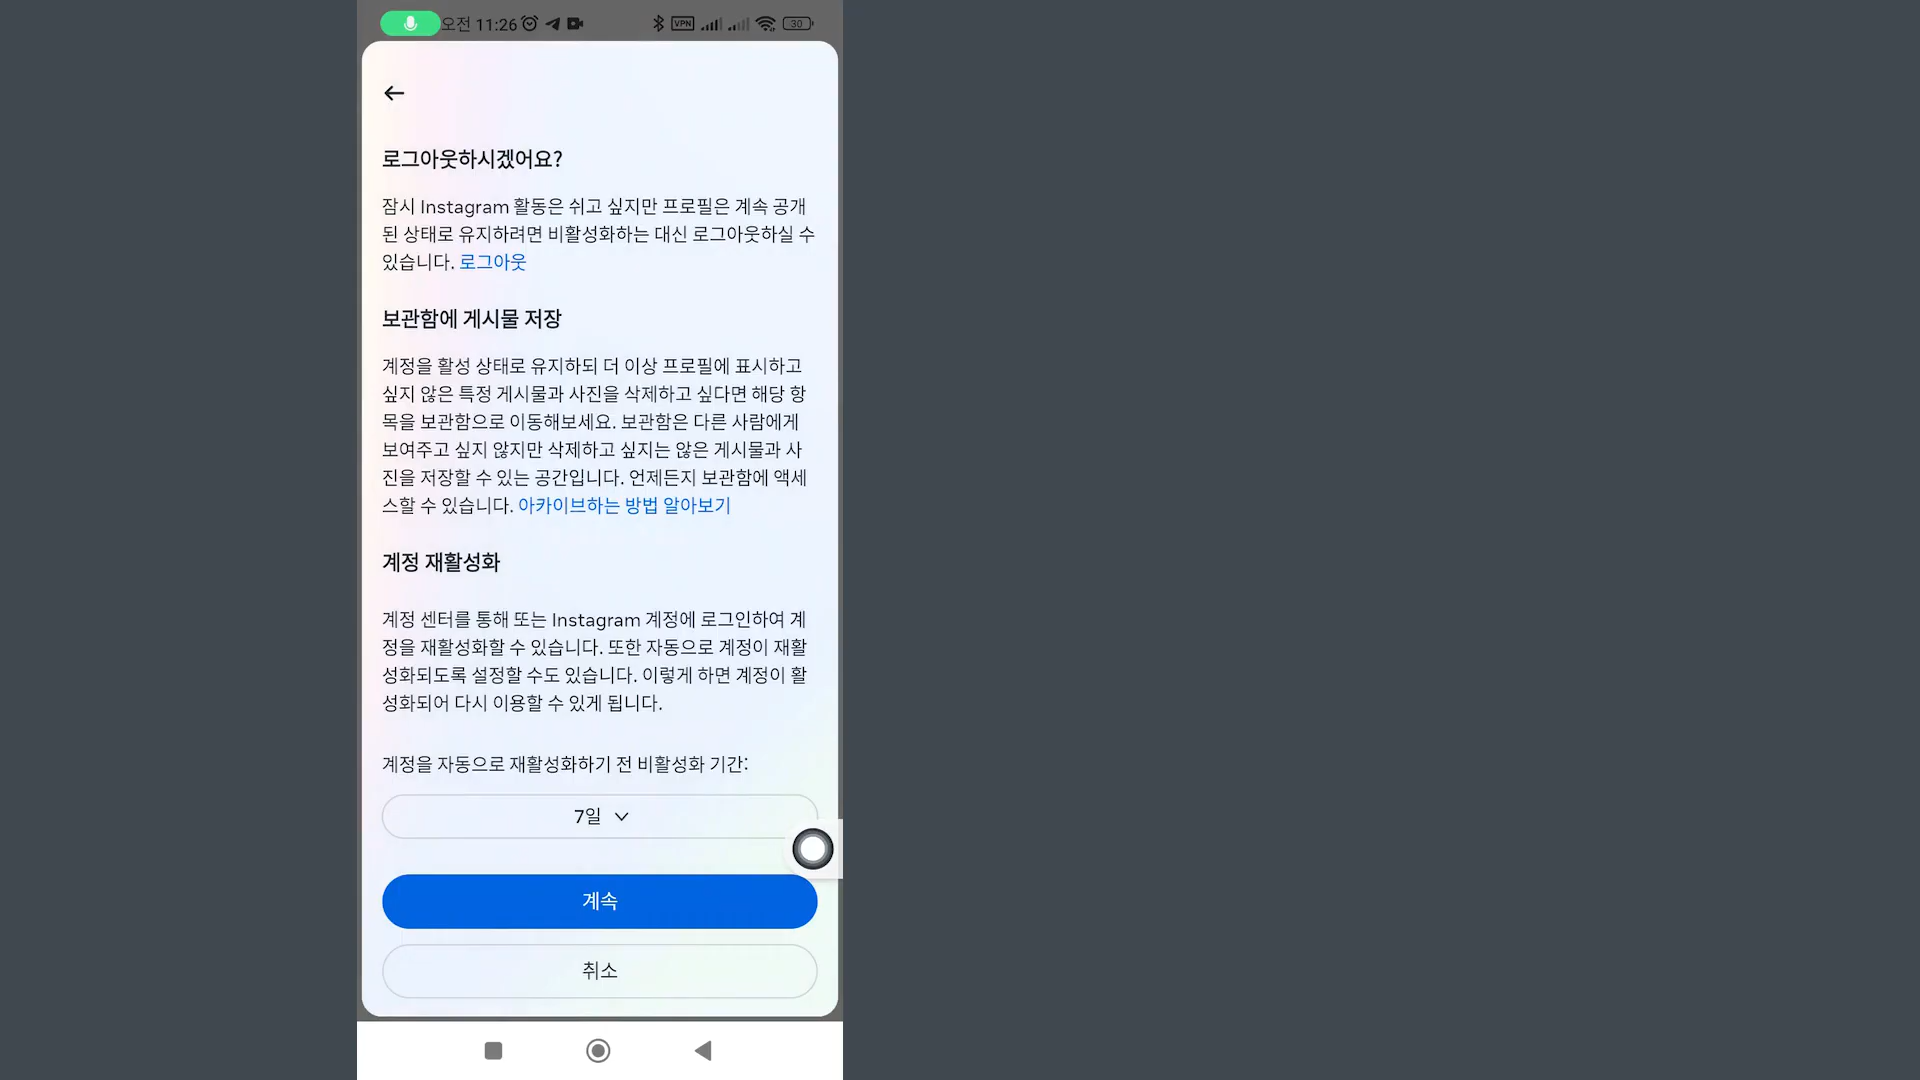 오전 11:26
VPN
30
로그아웃하시겠어요?
잠시 Instagram 활동은 쉬고 싶지만 프로필은 계속 공개
된 상태로 유지하려면 비활성화하는 대신 로그아웃하실 수
있습니다. 로그아웃
보관함에 게시물 저장
계정을 활성 상태로 유지하되 더 이상 프로필에 표시하고
싶지 않은 특정 게시물과 사진을 삭제하고 싶다면 해당 항
목을 보관함으로 이동해보세요. 보관함은 다른 사람에게
보여주고 싶지 않지만 삭제하고 싶지는 않은 게시물과 사
진을 저장할 수 있는 공간입니다. 언제든지 보관함에 액세
스할 수 있습니다. 아카이브하는 방법 알아보기
계정 재활성화
계정 센터를 통해 또는 Instagram 계정에 로그인하여 계
정을 재활성화할 수 있습니다. 또한 자동으로 계정이 재활
성화되도록 설정할 수도 있습니다. 이렇게 하면 계정이 활
성화되어 다시 이용할 수 있게 됩니다.
계정을 자동으로 재활성화하기 전 비활성화 기간:
7일
계속
취소